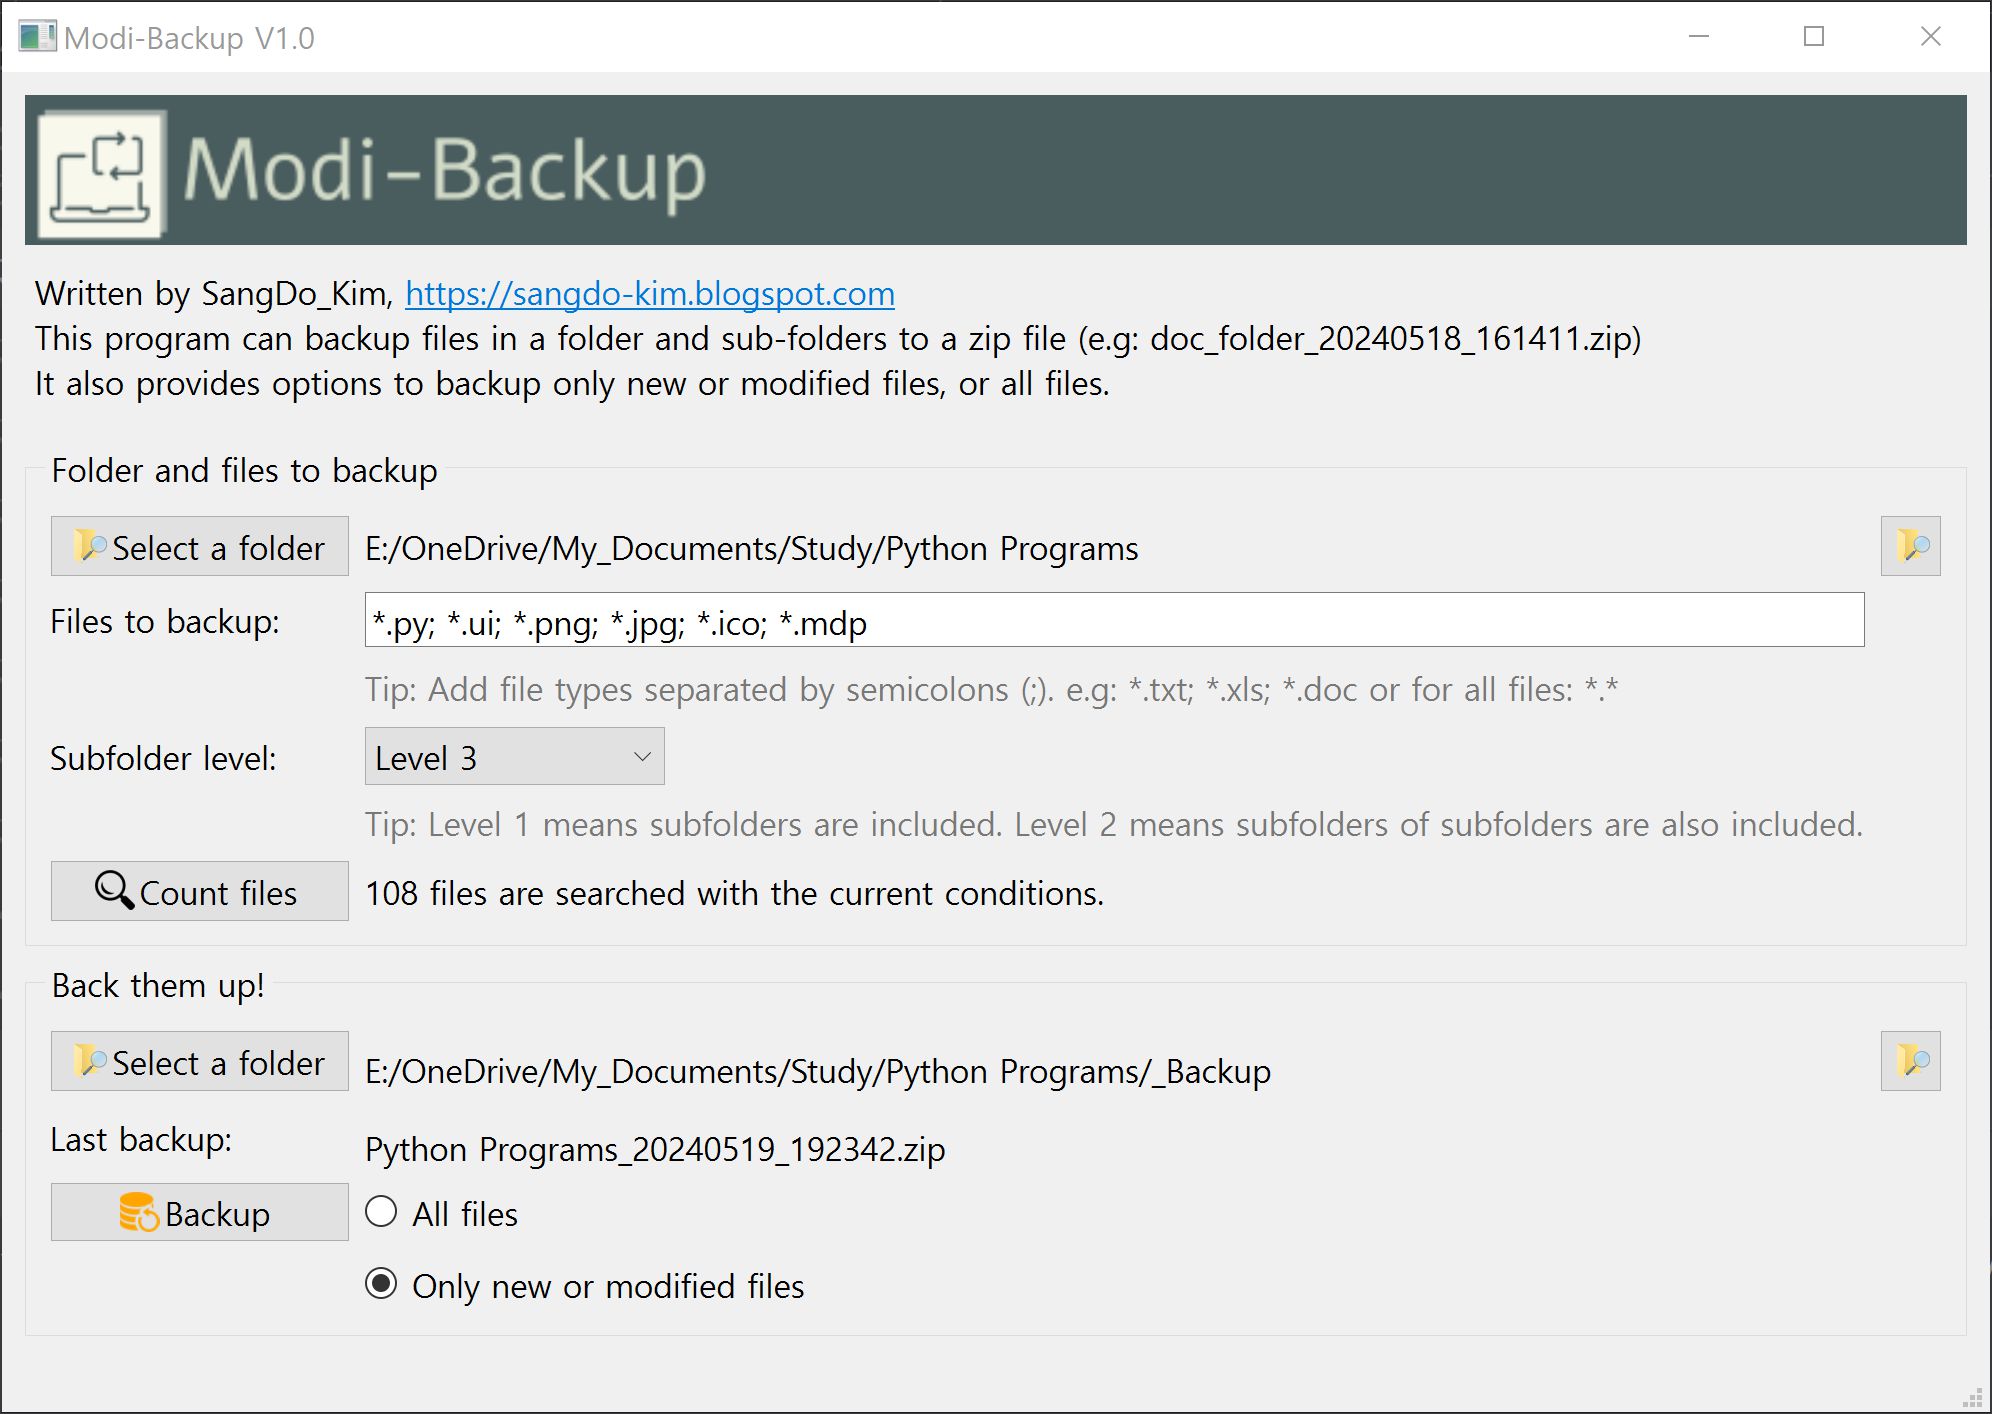 Modi-Backup V1.0
Modi-Backup
Written by SangDo_Kim, https://sangdo-kim.blogspot.com
This program can backup files in a folder and sub-folders to a zip file (e.g: doc_folder_20240518_161411.zip)
It also provides options to backup only new or modified files, or all files.
Folder and files to backup
Select a folder E:/OneDrive/My_Documents/Study/Python Programs
Files to backup: *.py; *.ui; *.png; *.jpg; *.ico; *.mdp
Tip: Add file types separated by semicolons (;). e.g: *.txt; *.xls; *.doc or for all files: *.*
Subfolder level: Level 3
Tip: Level 1 means subfolders are included. Level 2 means subfolders of subfolders are also included.
Count files 108 files are searched with the current conditions.
Back them up!
Select a folder E:/OneDrive/My_Documents/Study/Python Programs/_Backup
Last backup: Python Programs_20240519_192342.zip
Backup All files
Only new or modified files